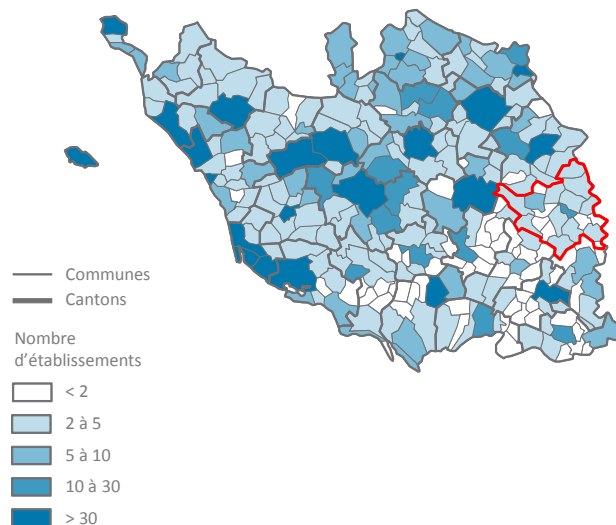 Communes
Cantons
Nombre
d'établissements
< 2
2 à 5
5 à 10
10 à 30
> 30